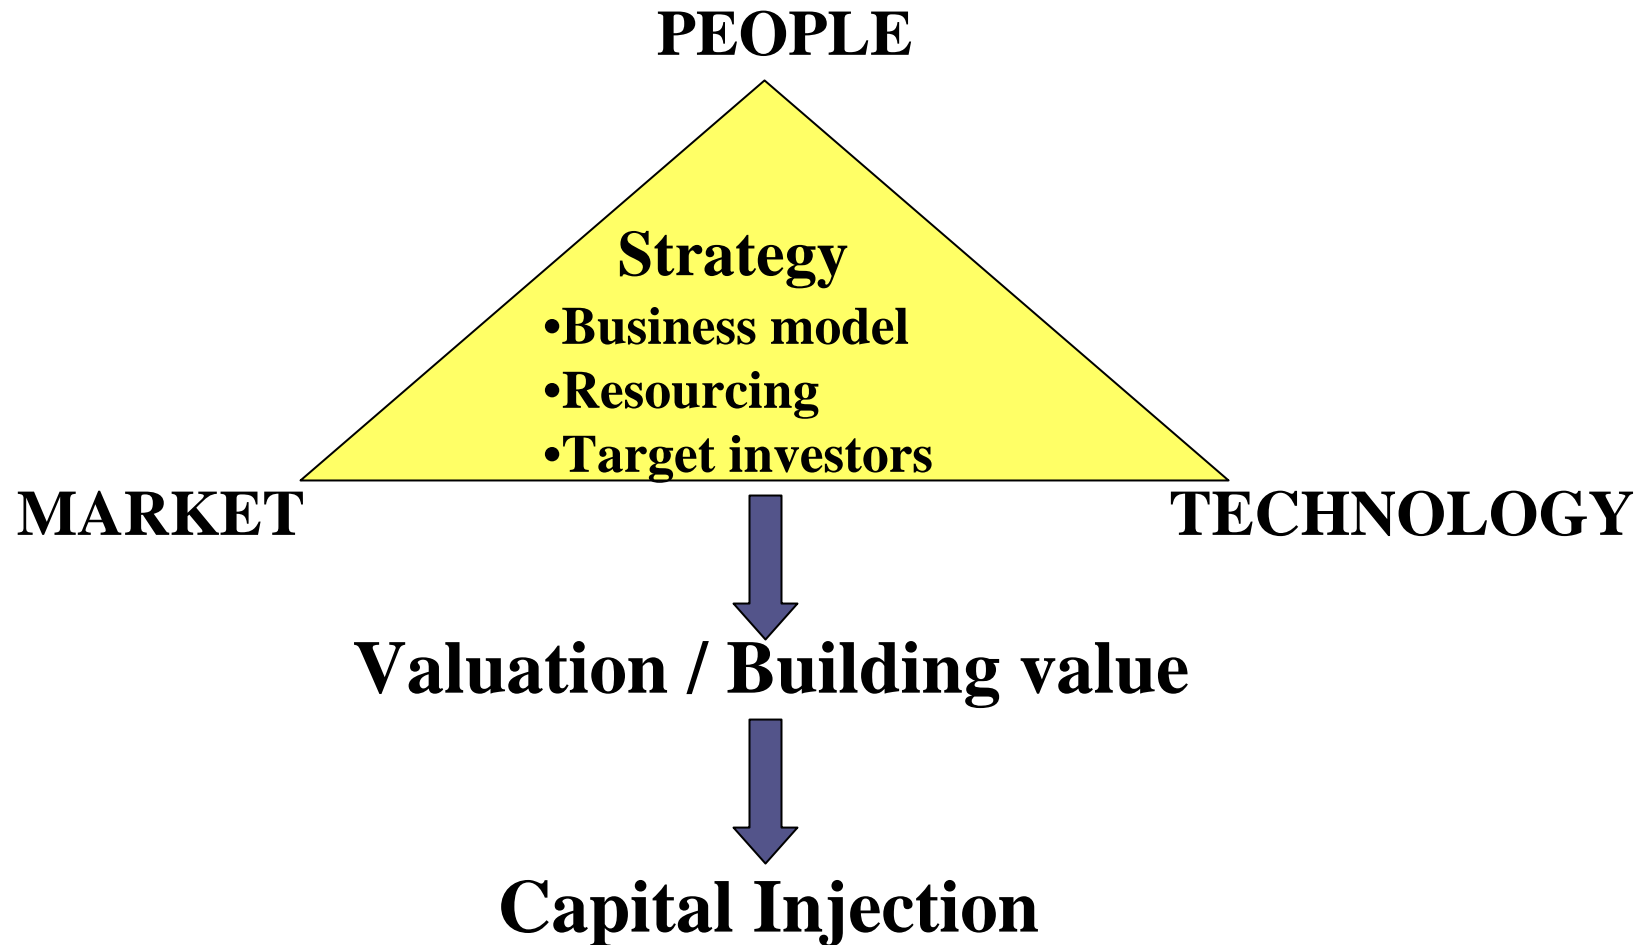 PEOPLE
Strategy
•Business model
•Resourcing
•Target investors
MARKET
TECHNOLOGY
Valuation / Building value
Capital Injection